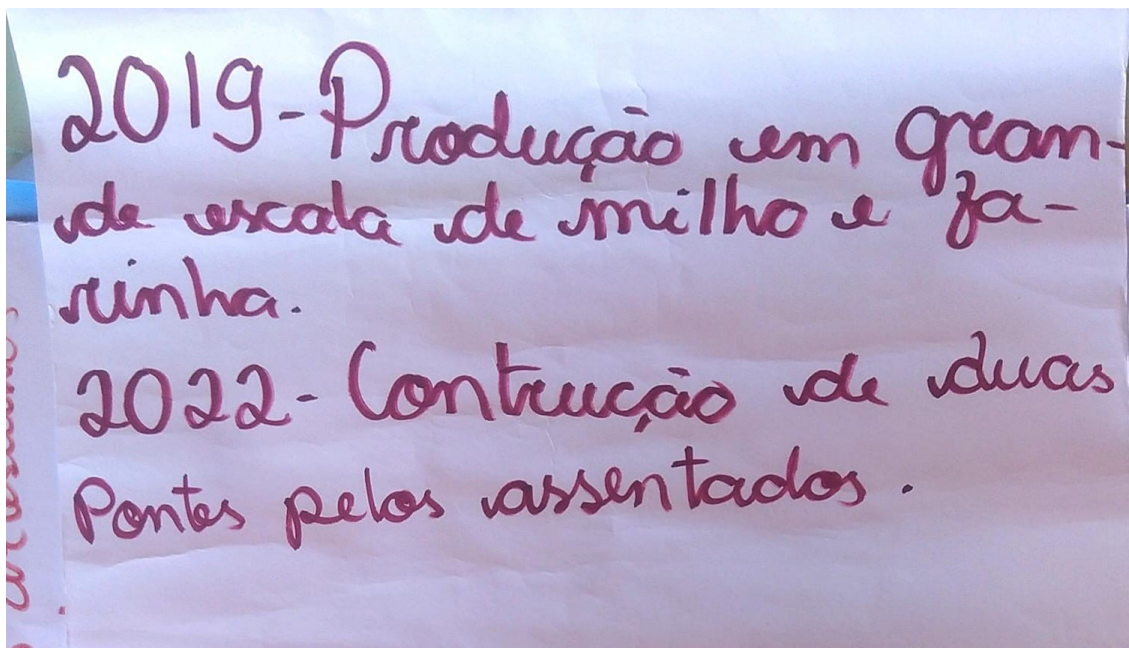 2019-Produção em gran-
de escala de milho e fa-
rinha.
2022-Contrução de duas
Pontes pelos assentados.